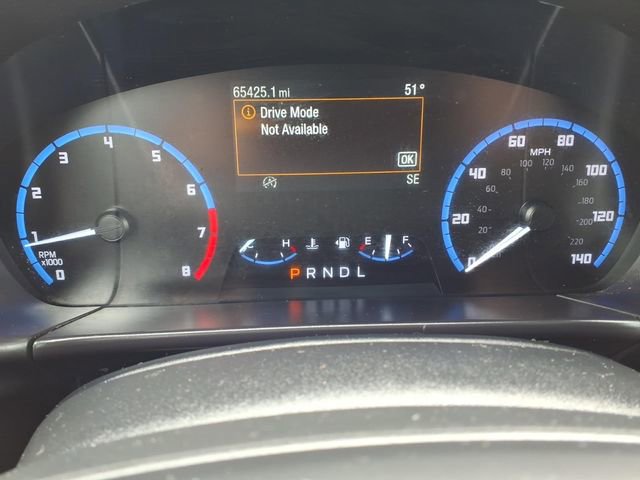 65425.1 mi 51°
Drive Mode
Not Available
OK
SE
0 1 2 3 4 5 6 7 8
RPM
x1000
H E F
P R N D L
0 20 40 60 80 100 120 140
MPH
20 40 60 80 100 120 140 160 180 200 220